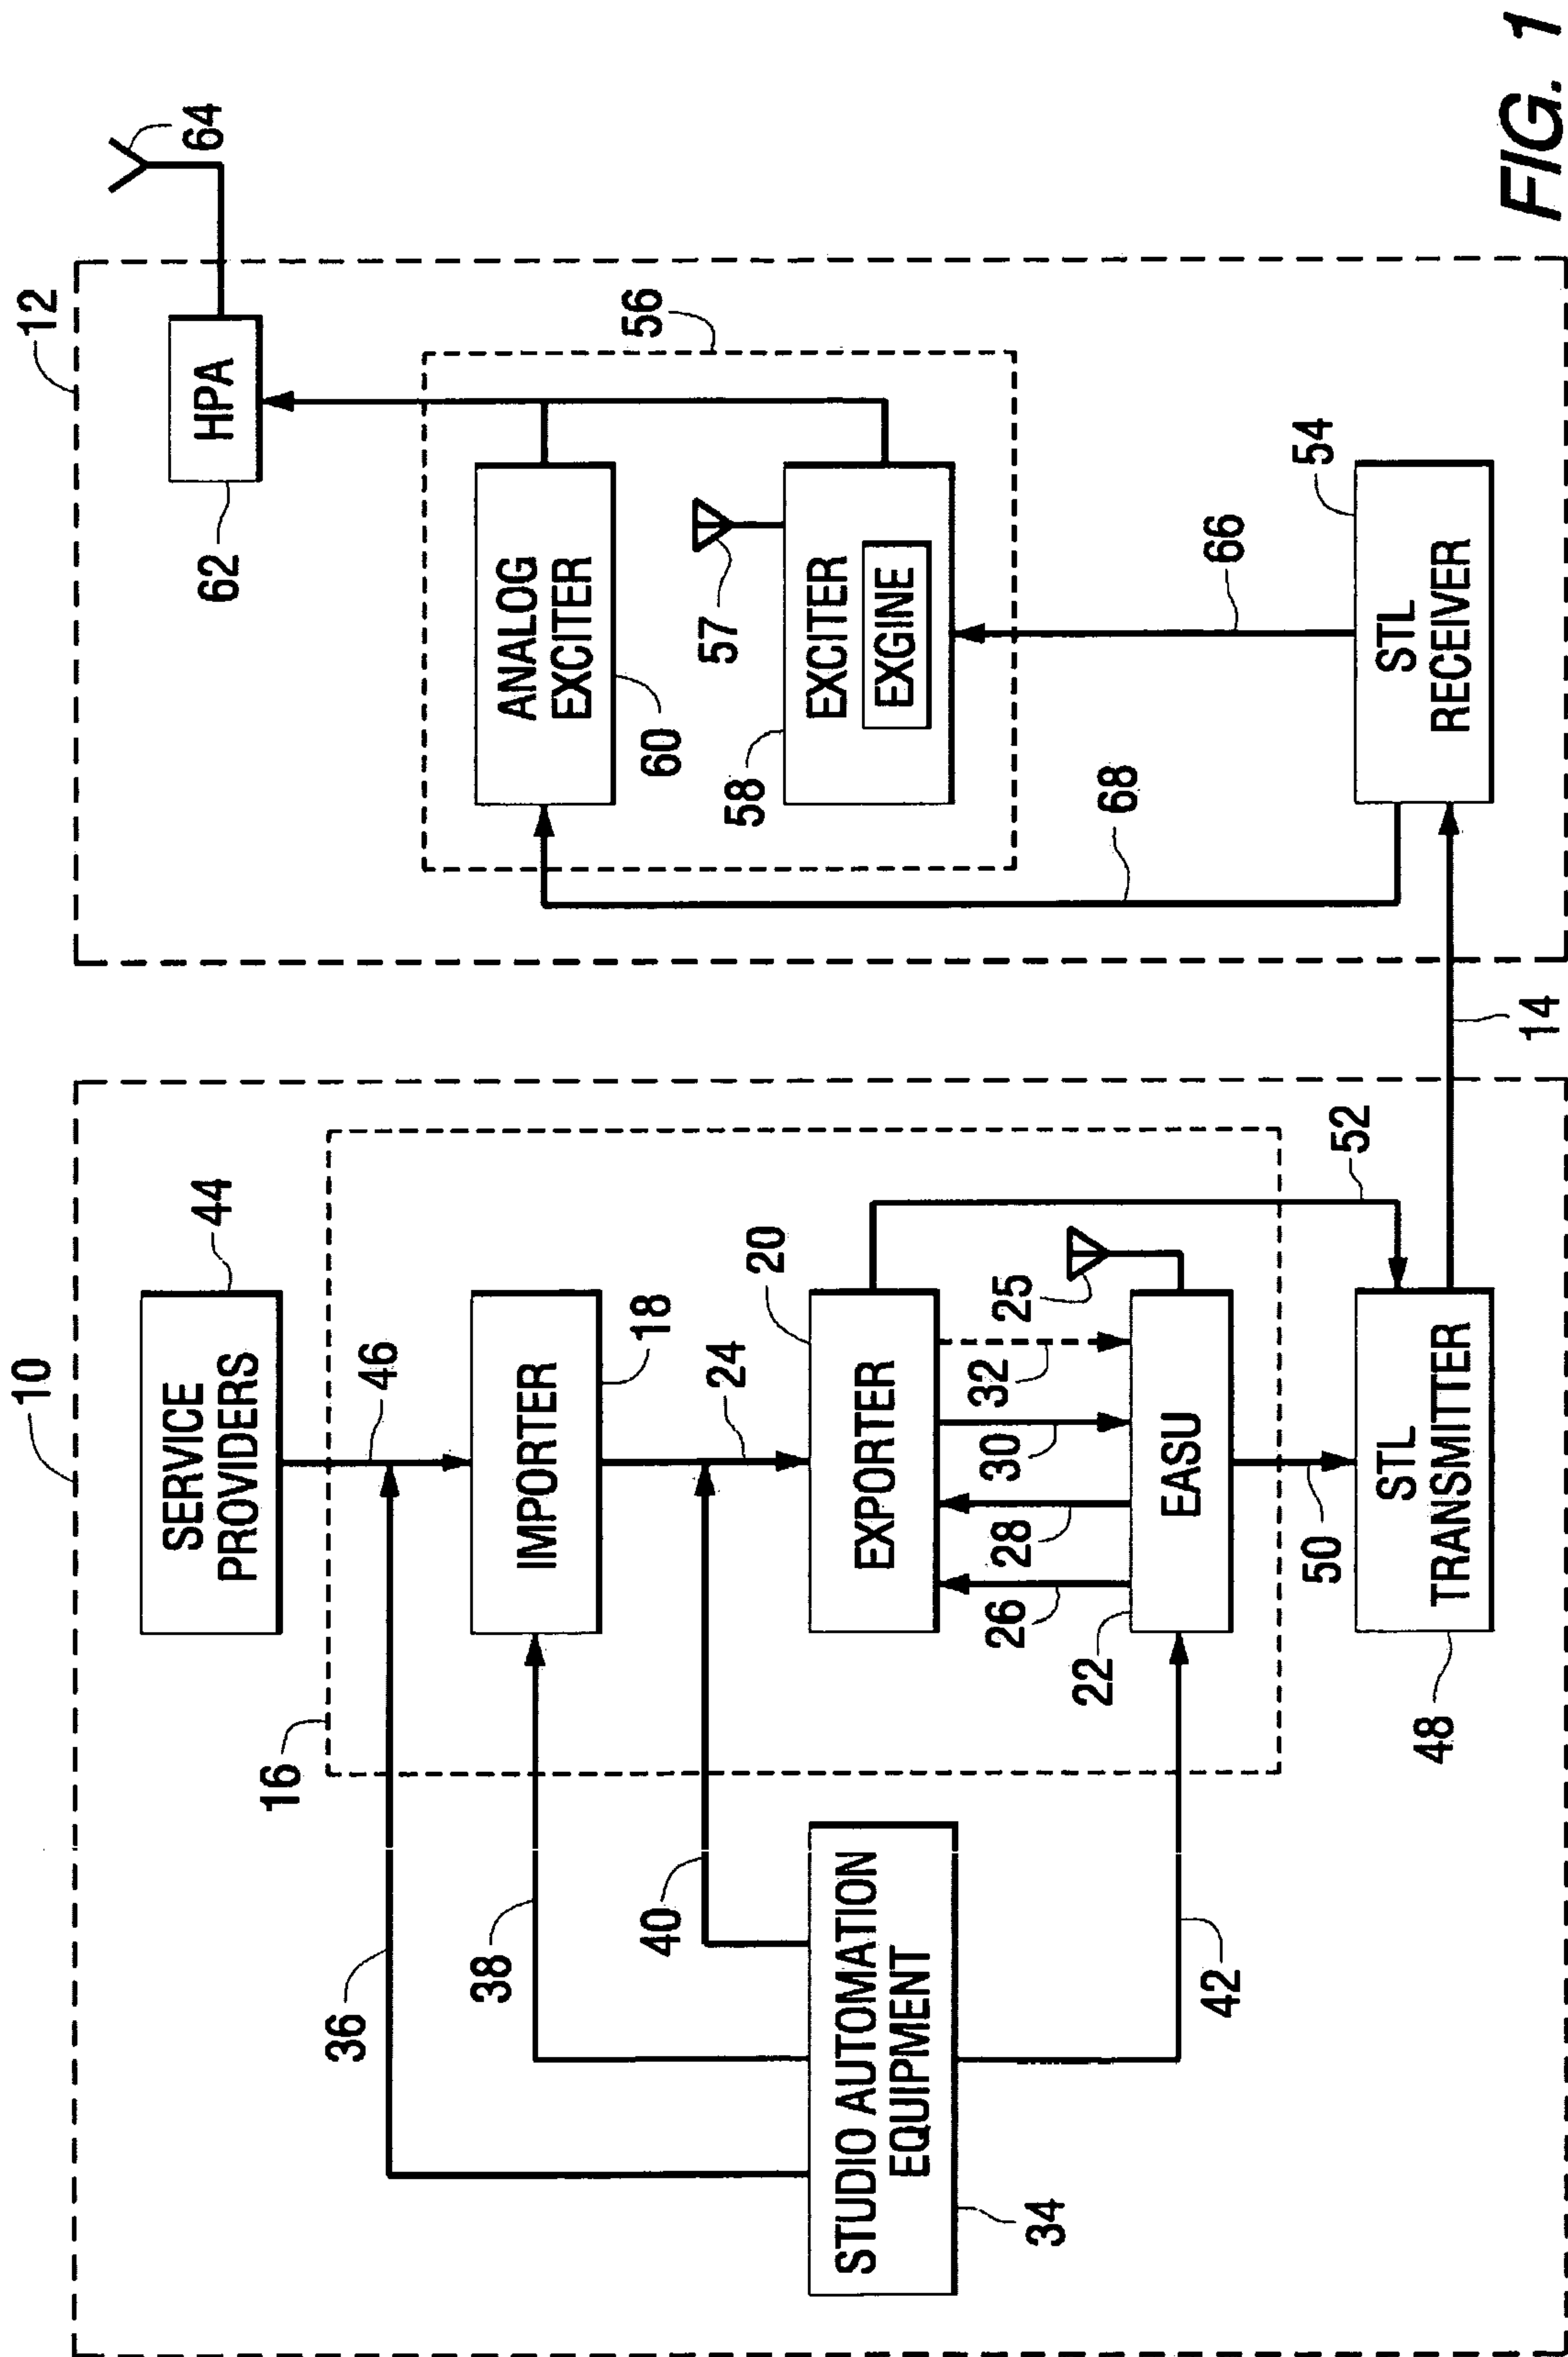 10
12
SERVICE
PROVIDERS
44
46
36
16
IMPORTER
18
38
24
40
STUDIO AUTOMATION
EQUIPMENT
34
EXPORTER
20
26
28
30
32
25
EASU
22
42
50
52
STL
TRANSMITTER
48
14
HPA
62
64
56
ANALOG
EXCITER
60
57
EXCITER
EXGINE
58
66
68
STL
RECEIVER
54
FIG. 1